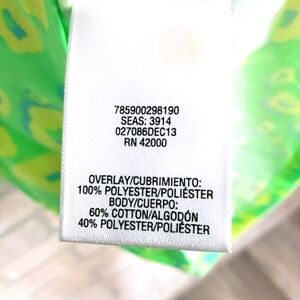 785900298190
SEAS: 3914
027086DEC13
RN 42000
OVERLAY/CUBRIMIENTO:
100% POLYESTER/POLIÉSTER
BODY/CUERPO:
60% COTTON/ALGODÓN
40% POLYESTER/POLIÉSTER